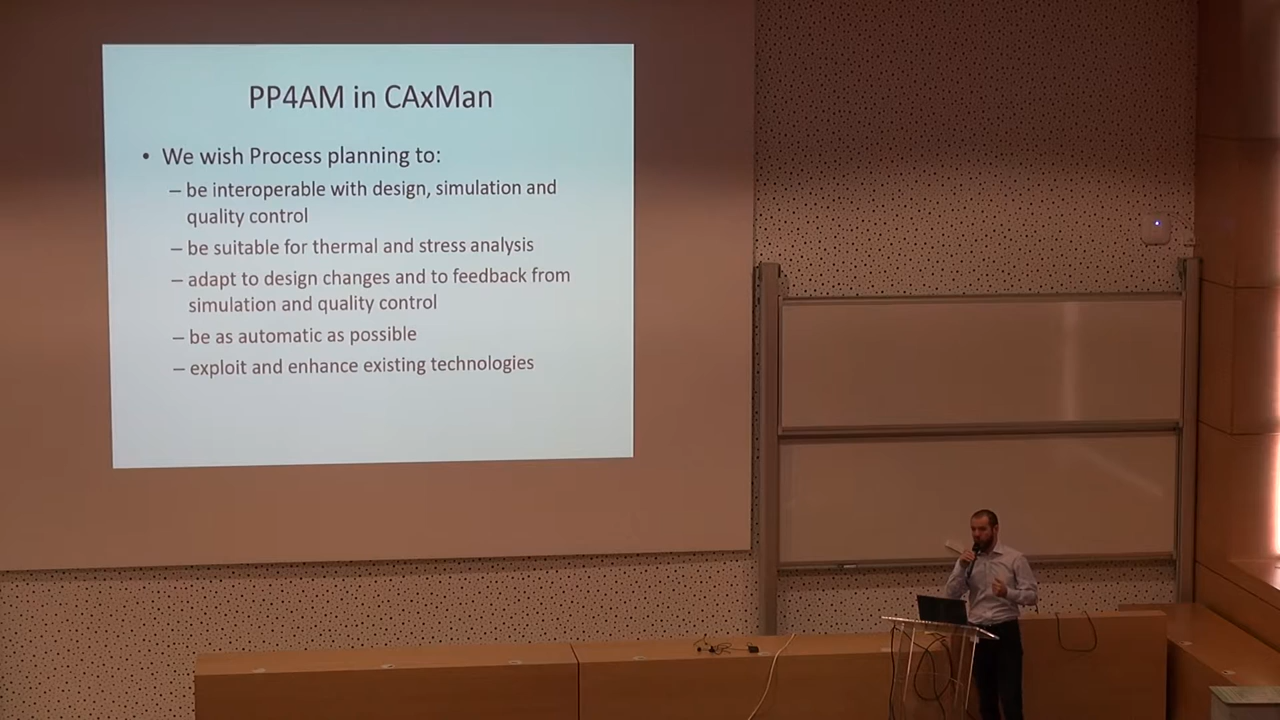 PP4AM in CAxMan
• We wish Process planning to:
– be interoperable with design, simulation and
quality control
– be suitable for thermal and stress analysis
– adapt to design changes and to feedback from
simulation and quality control
– be as automatic as possible
– exploit and enhance existing technologies